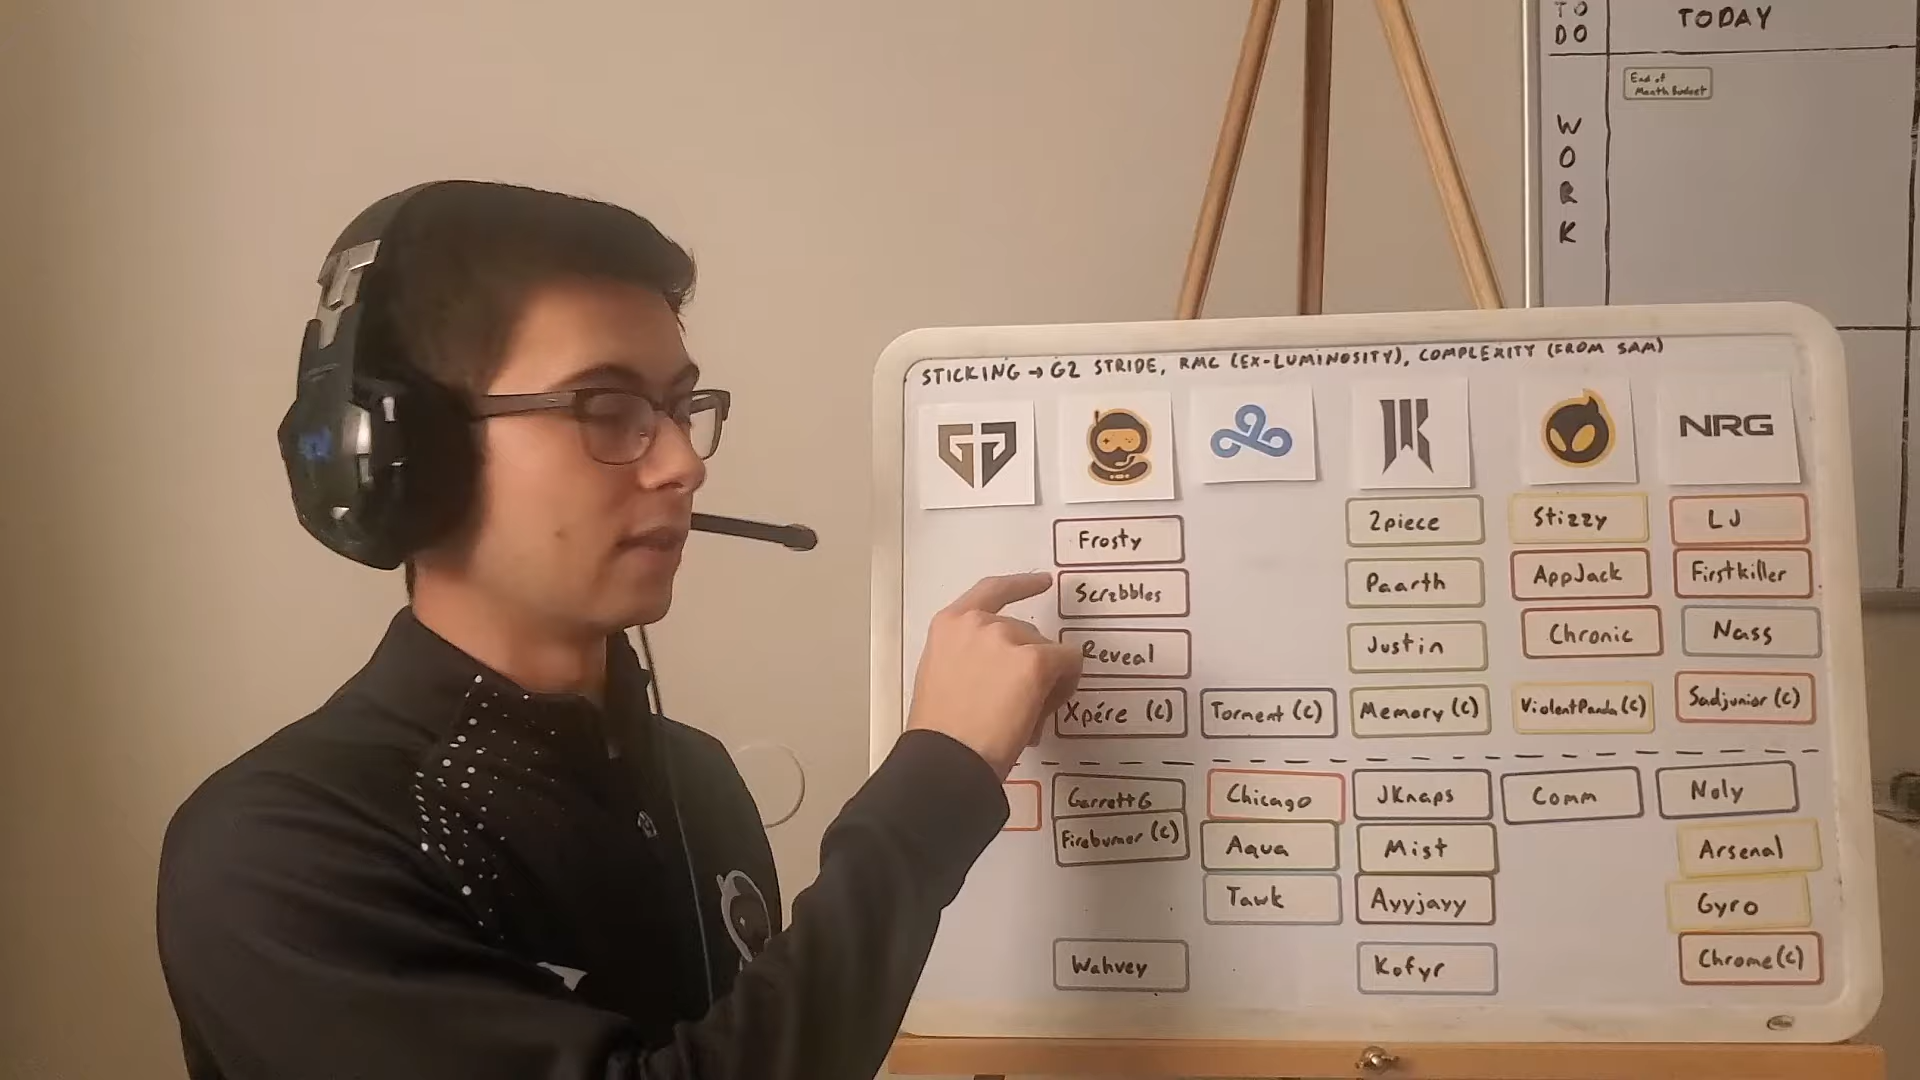 TO
DO
TODAY
End of
Month Budget
WORK
STICKING → G2 STRIDE, RMC (EX-LUMINOSITY), COMPLEXITY (FROM SAM)
NRG
Frosty
Scrabbles
Reveal
Xpére (C)
Torment (C)
2piece
Paarth
Justin
Memory (C)
Stizzy
AppJack
Chronic
ViolentPanda (C)
LJ
Firstkiller
Nass
Sadjunior (C)
GarrettG
Fireburner (C)
Wahvey
Chicago
Aqua
Tawk
JKnaps
Mist
Ayyjayy
Kofyr
Comm
Noly
Arsenal
Gyro
Chrome (C)